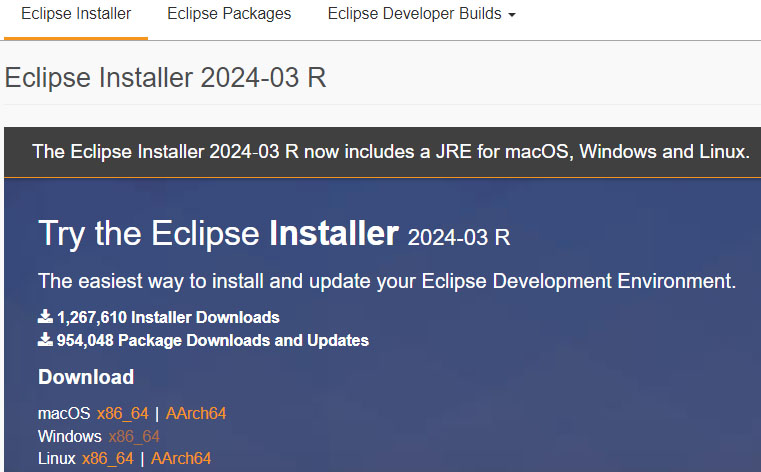 Eclipse Installer Eclipse Packages Eclipse Developer Builds
Eclipse Installer 2024-03 R
The Eclipse Installer 2024-03 R now includes a JRE for macOS, Windows and Linux.
Try the Eclipse Installer 2024-03 R
The easiest way to install and update your Eclipse Development Environment.
1,267,610 Installer Downloads
954,048 Package Downloads and Updates
Download
macOS x86_64 | AArch64
Windows x86_64
Linux x86_64 | AArch64